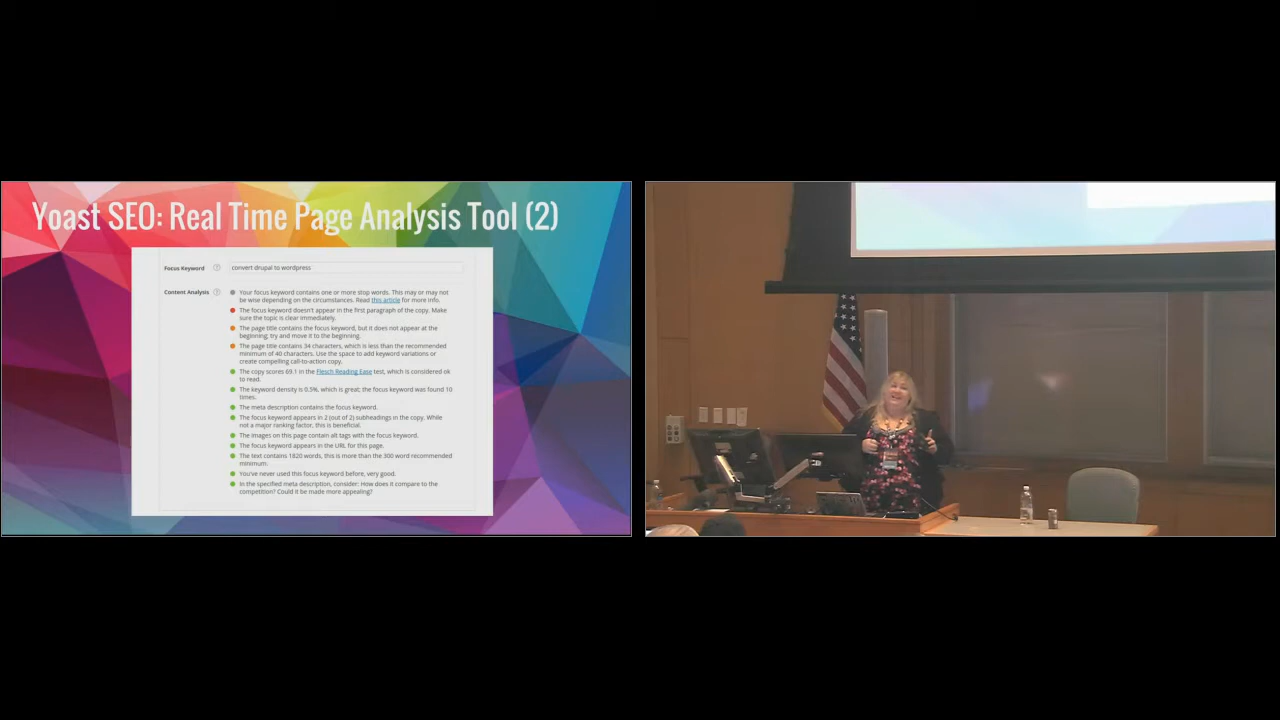 Yoast SEO: Real Time Page Analysis Tool (2)
Focus Keyword
convert drupal to wordpress
Content Analysis
Your focus keyword contains one or more stop words. This may or may not
be wise depending on the circumstances. Read this article for more info.
The focus keyword doesn't appear in the first paragraph of the copy. Make
sure the topic is clear immediately.
The page title contains the focus keyword, but it does not appear at the
beginning; try and move it to the beginning.
The page title contains 34 characters, which is less than the recommended
minimum of 40 characters. Use the space to add keyword variations or
create compelling call-to-action copy.
The copy scores 69.1 in the Flesch Reading Ease test, which is considered ok
to read.
The keyword density is 0.5%, which is great; the focus keyword was found 10
times.
The meta description contains the focus keyword.
The focus keyword appears in 2 (out of 2) subheadings in the copy. While
not a major ranking factor, this is beneficial.
The images on this page contain alt tags with the focus keyword.
The focus keyword appears in the URL for this page.
The text contains 1820 words, this is more than the 300 word recommended
minimum.
You've never used this focus keyword before, very good.
In the specified meta description, consider: How does it compare to the
competition? Could it be made more appealing?